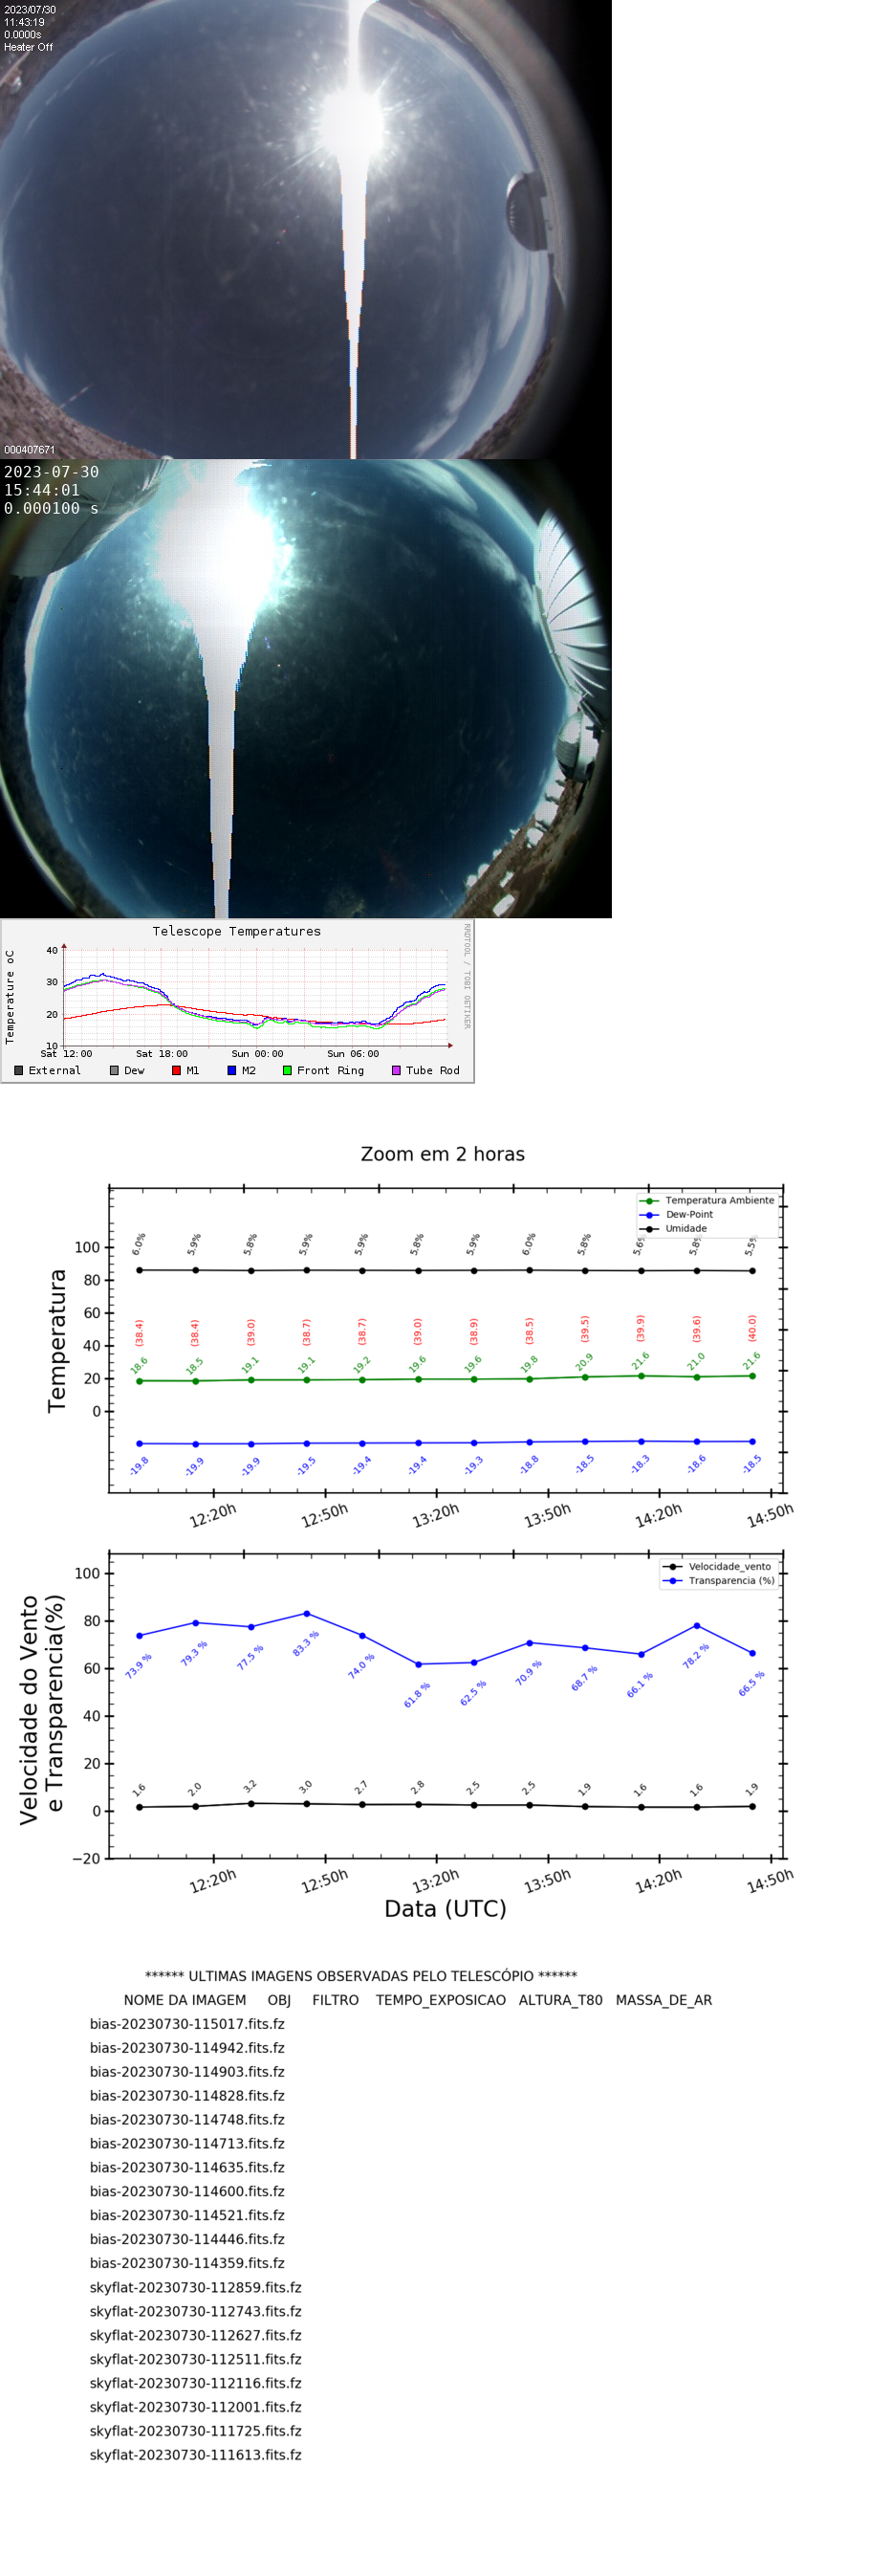 2023/07/30
11:43:19
0.0000s
Heater Off
000407671
2023-07-30
15:44:01
0.000100 s
Telescope Temperatures
RRDTOOL / TOBI OETIKER
Temperature oC
40
30
20
10
Sat 12:00 Sat 18:00 Sun 00:00 Sun 06:00
External Dew M1 M2 Front Ring Tube Rod
Zoom em 2 horas
Temperatura Ambiente
Dew-Point
Umidade
Temperatura
100
80
60
40
20
0
6.0% 5.9% 5.8% 5.9% 5.9% 5.8% 5.9% 6.0% 5.8% 5.6% 5.8% 5.5%
(38.4) (38.4) (39.0) (38.7) (38.7) (39.0) (38.9) (38.5) (39.5) (39.9) (39.6) (40.0)
18.6 18.5 19.1 19.1 19.2 19.6 19.6 19.8 20.9 21.6 21.0 21.6
-19.8 -19.9 -19.9 -19.5 -19.4 -19.4 -19.3 -18.8 -18.5 -18.3 -18.6 -18.5
12:20h 12:50h 13:20h 13:50h 14:20h 14:50h
Velocidade_vento
Transparencia (%)
Velocidade do Vento
e Transparencia(%)
100
80
60
40
20
0
−20
73.9 % 79.3 % 77.5 % 83.3 % 74.0 % 61.8 % 62.5 % 70.9 % 68.7 % 66.1 % 78.2 % 66.5 %
1.6 2.0 3.2 3.0 2.7 2.8 2.5 2.5 1.9 1.6 1.6 1.9
12:20h 12:50h 13:20h 13:50h 14:20h 14:50h
Data (UTC)
****** ULTIMAS IMAGENS OBSERVADAS PELO TELESCÓPIO ******
NOME DA IMAGEM OBJ FILTRO TEMPO_EXPOSICAO ALTURA_T80 MASSA_DE_AR
bias-20230730-115017.fits.fz
bias-20230730-114942.fits.fz
bias-20230730-114903.fits.fz
bias-20230730-114828.fits.fz
bias-20230730-114748.fits.fz
bias-20230730-114713.fits.fz
bias-20230730-114635.fits.fz
bias-20230730-114600.fits.fz
bias-20230730-114521.fits.fz
bias-20230730-114446.fits.fz
bias-20230730-114359.fits.fz
skyflat-20230730-112859.fits.fz
skyflat-20230730-112743.fits.fz
skyflat-20230730-112627.fits.fz
skyflat-20230730-112511.fits.fz
skyflat-20230730-112116.fits.fz
skyflat-20230730-112001.fits.fz
skyflat-20230730-111725.fits.fz
skyflat-20230730-111613.fits.fz